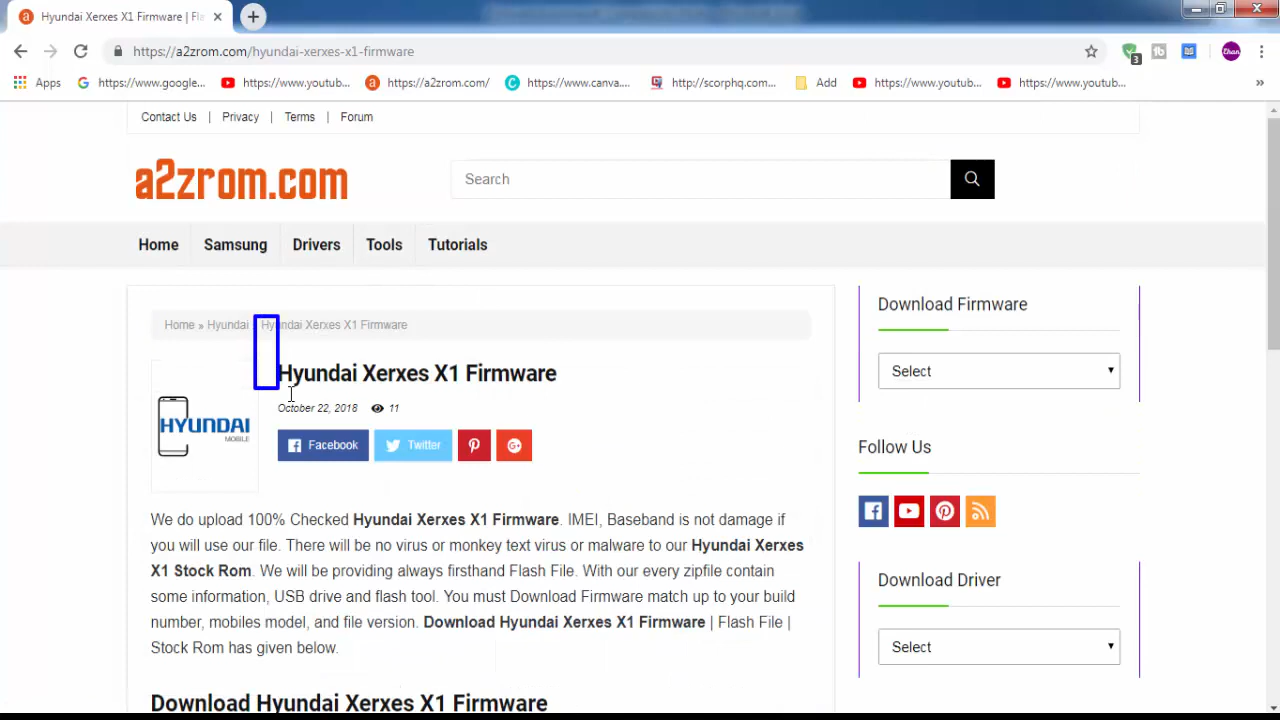 Hyundai Xerxes X1 Firmware | Fla
https://a2zrom.com/hyundai-xerxes-x1-firmware
Ethan
3
Apps
https://www.google...
https://www.youtub...
https://a2zrom.com/
https://www.canva....
http://scorphq.com...
Add
https://www.youtub...
https://www.youtub...
»
Contact Us | Privacy | Terms | Forum
a2zrom.com
Search
Home
Samsung
Drivers
Tools
Tutorials
Home » Hyundai » Hyundai Xerxes X1 Firmware
Hyundai Xerxes X1 Firmware
October 22, 2018 11
HYUNDAI
MOBILE
Facebook
Twitter
We do upload 100% Checked Hyundai Xerxes X1 Firmware. IMEI, Baseband is not damage if
you will use our file. There will be no virus or monkey text virus or malware to our Hyundai Xerxes
X1 Stock Rom. We will be providing always firsthand Flash File. With our every zipfile contain
some information, USB drive and flash tool. You must Download Firmware match up to your build
number, mobiles model, and file version. Download Hyundai Xerxes X1 Firmware | Flash File |
Stock Rom has given below.
Download Hyundai Xerxes X1 Firmware
Download Firmware
Select
Follow Us
Download Driver
Select